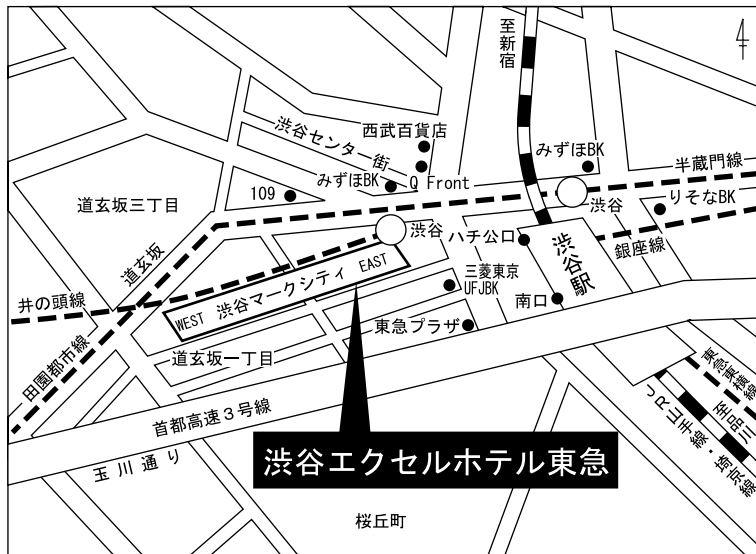 至新宿
渋谷センター街
西武百貨店
みずほBK
半蔵門線
109
みずほBK
Q Front
渋谷
りそなBK
道玄坂三丁目
渋谷
ハチ公口
渋谷駅
銀座線
道玄坂
WEST 渋谷マークシティ EAST
三菱東京
UFJBK
南口
井の頭線
東急プラザ
道玄坂一丁目
田園都市線
首都高速3号線
玉川通り
東急東横線
至品川
JR山手線・埼京線
渋谷エクセルホテル東急
桜丘町